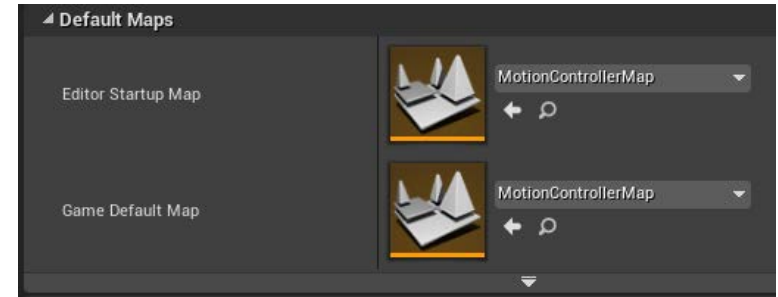 Default Maps
Editor Startup Map
MotionControllerMap
Game Default Map
MotionControllerMap